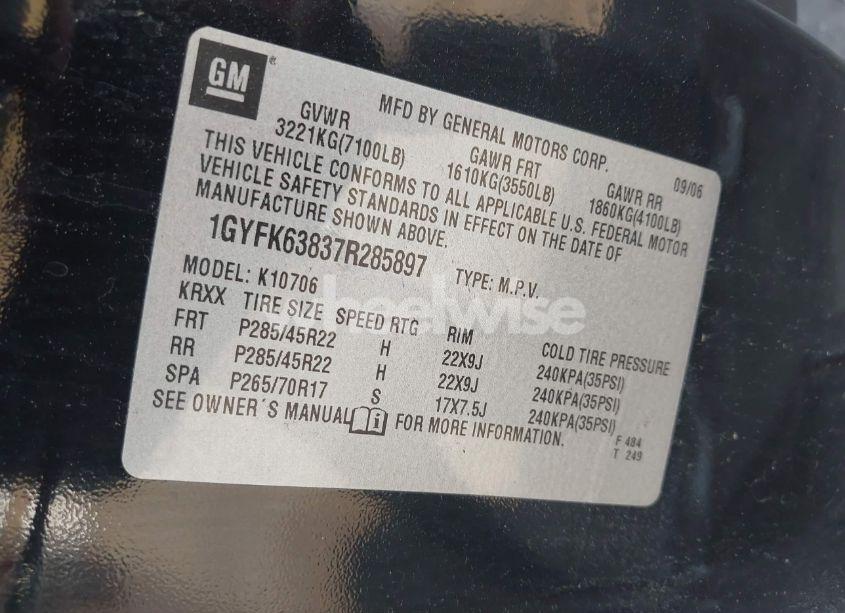 GM
MFD BY GENERAL MOTORS CORP. 09/06
GVWR GAWR FRT GAWR RR
3221KG(7100LB) 1610KG(3550LB) 1860KG(4100LB)
THIS VEHICLE CONFORMS TO ALL APPLICABLE U.S. FEDERAL MOTOR
VEHICLE SAFETY STANDARDS IN EFFECT ON THE DATE OF
MANUFACTURE SHOWN ABOVE.
1GYFK63837R285897 TYPE: M.P.V.
MODEL: K10706
KRXX TIRE SIZE SPEED RTG RIM COLD TIRE PRESSURE
FRT P285/45R22 H 22X9J 240KPA(35PSI)
RR P285/45R22 H 22X9J 240KPA(35PSI)
SPA P265/70R17 S 17X7.5J 240KPA(35PSI)
SEE OWNER´S MANUAL FOR MORE INFORMATION.
F 484
T 249